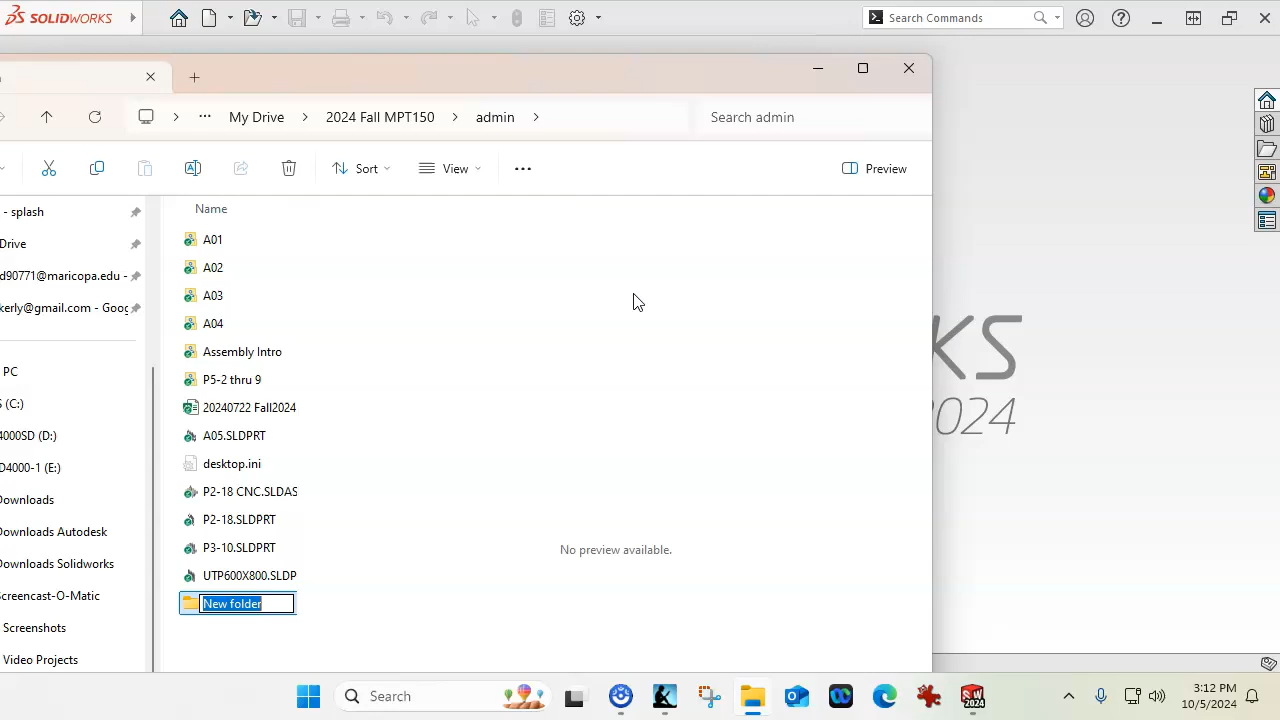 SOLIDWORKS
Search Commands
My Drive
2024 Fall MPT150
admin
Search admin
Sort
View
Preview
- splash
Drive
d90771@maricopa.edu -
kerly@gmail.com - Goog
PC
S (C:)
4000SD (D:)
D4000-1 (E:)
Downloads
Downloads Autodesk
Downloads Solidworks
Screencast-O-Matic
Screenshots
Video Projects
Name
A01
A02
A03
A04
Assembly Intro
P5-2 thru 9
20240722 Fall2024
A05.SLDPRT
desktop.ini
P2-18 CNC.SLDAS
P2-18.SLDPRT
P3-10.SLDPRT
UTP600X800.SLDP
New folder
No preview available.
KS
2024
Search
SW
2024
3:12 PM
10/5/2024